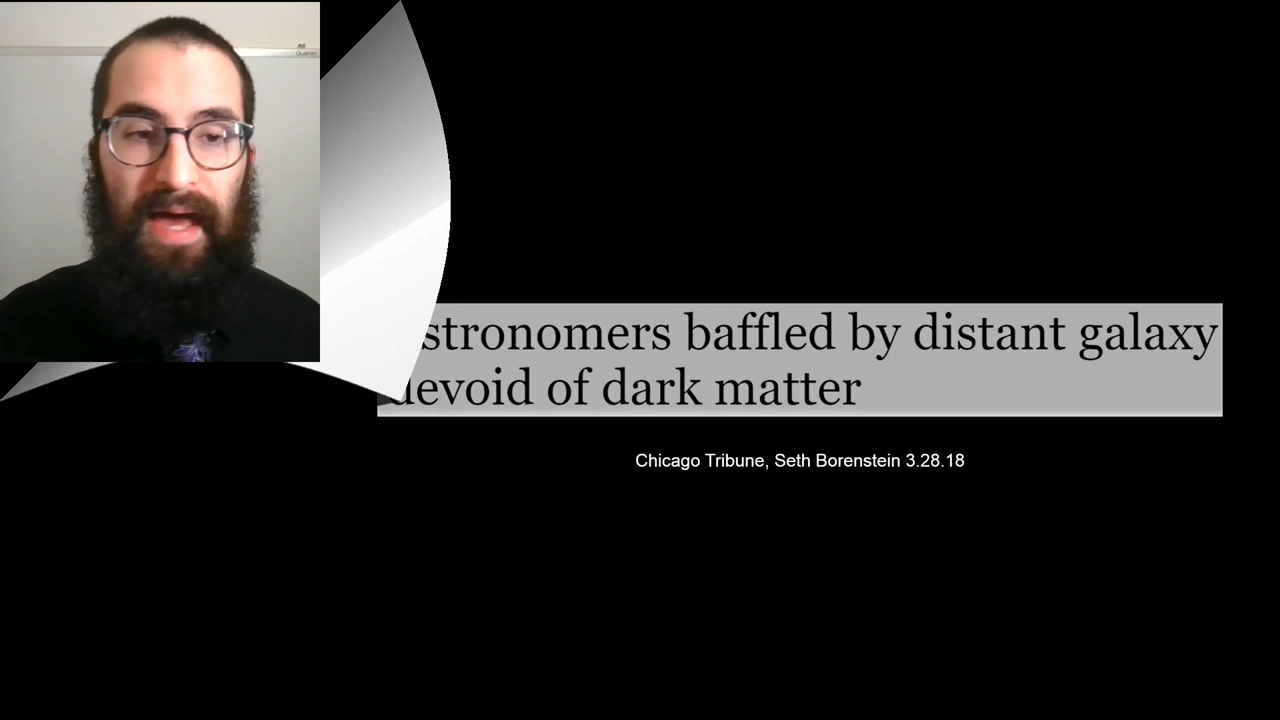 stronomers baffled by distant galaxy
devoid of dark matter
Chicago Tribune, Seth Borenstein 3.28.18